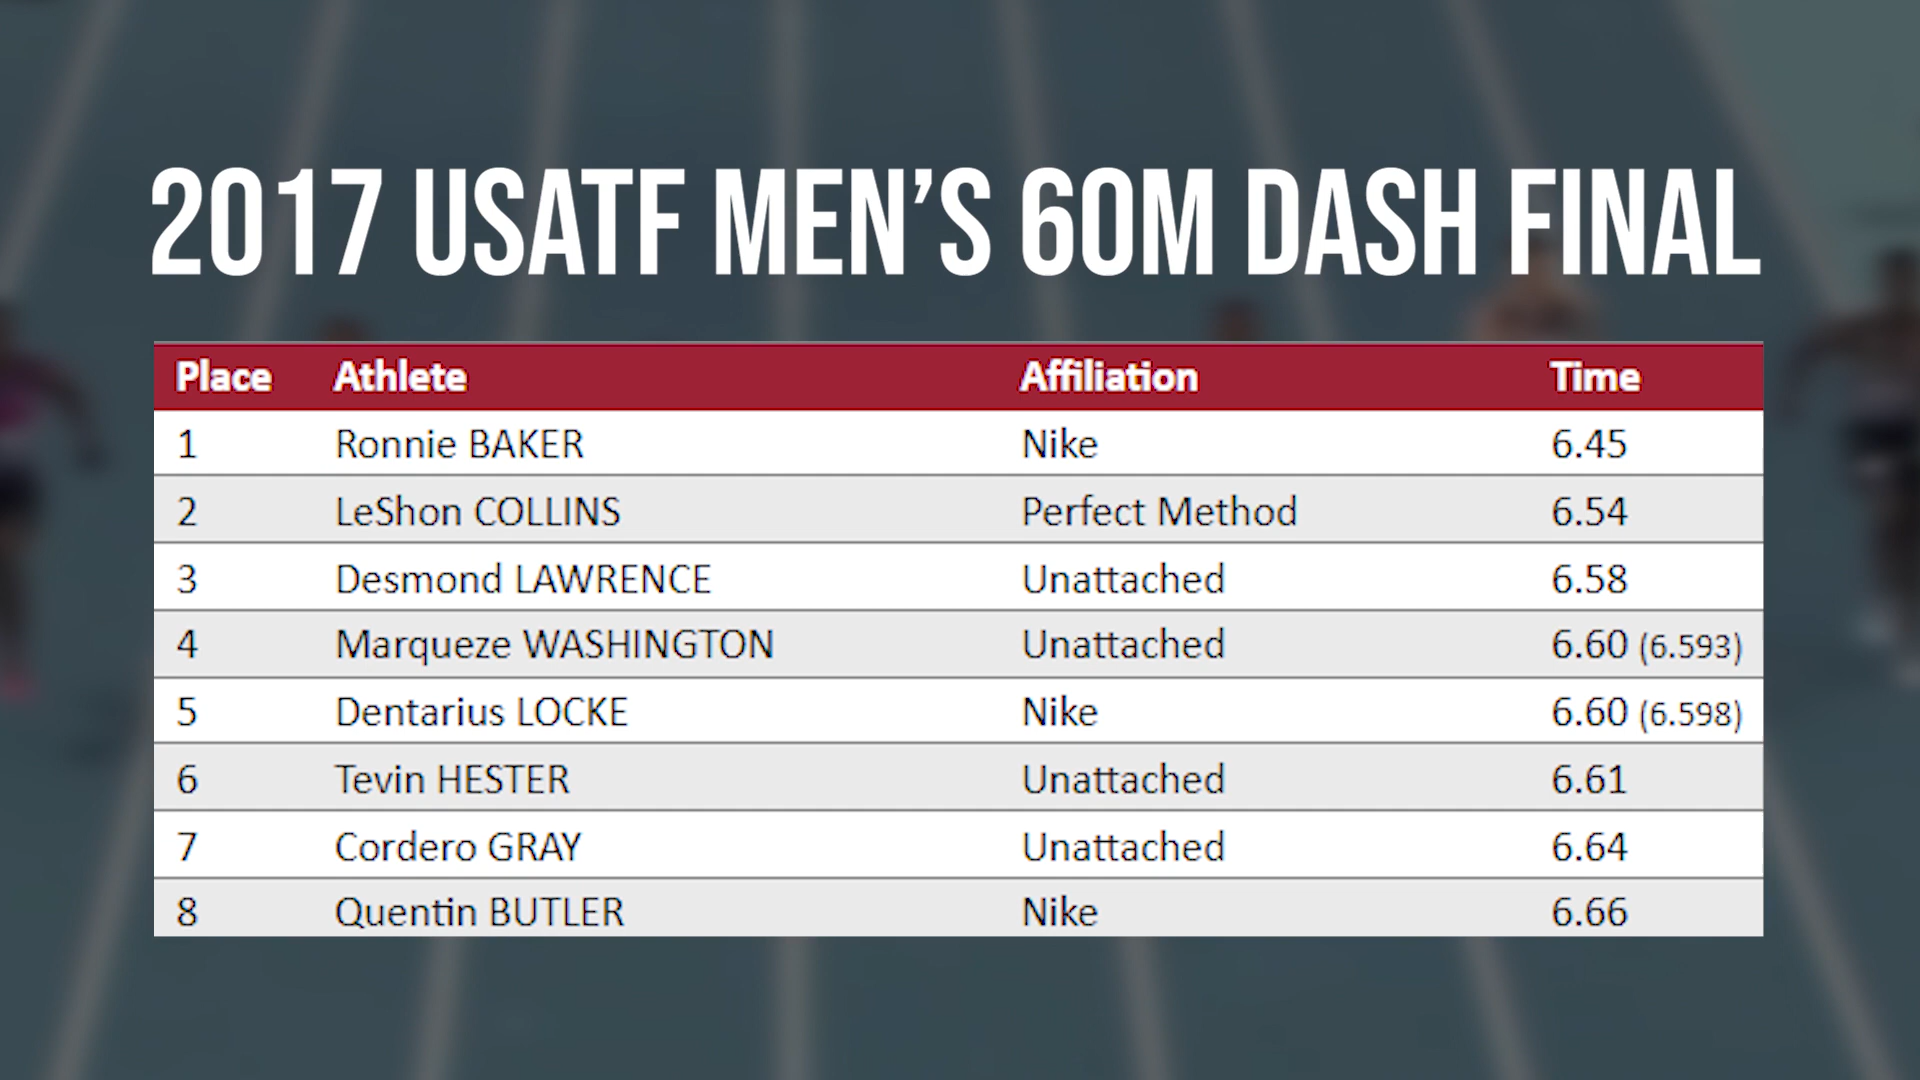 2017 USATF MEN'S 60M DASH FINAL
Place Athlete Affiliation Time
1 Ronnie BAKER Nike 6.45
2 LeShon COLLINS Perfect Method 6.54
3 Desmond LAWRENCE Unattached 6.58
4 Marqueze WASHINGTON Unattached 6.60 (6.593)
5 Dentarius LOCKE Nike 6.60 (6.598)
6 Tevin HESTER Unattached 6.61
7 Cordero GRAY Unattached 6.64
8 Quentin BUTLER Nike 6.66